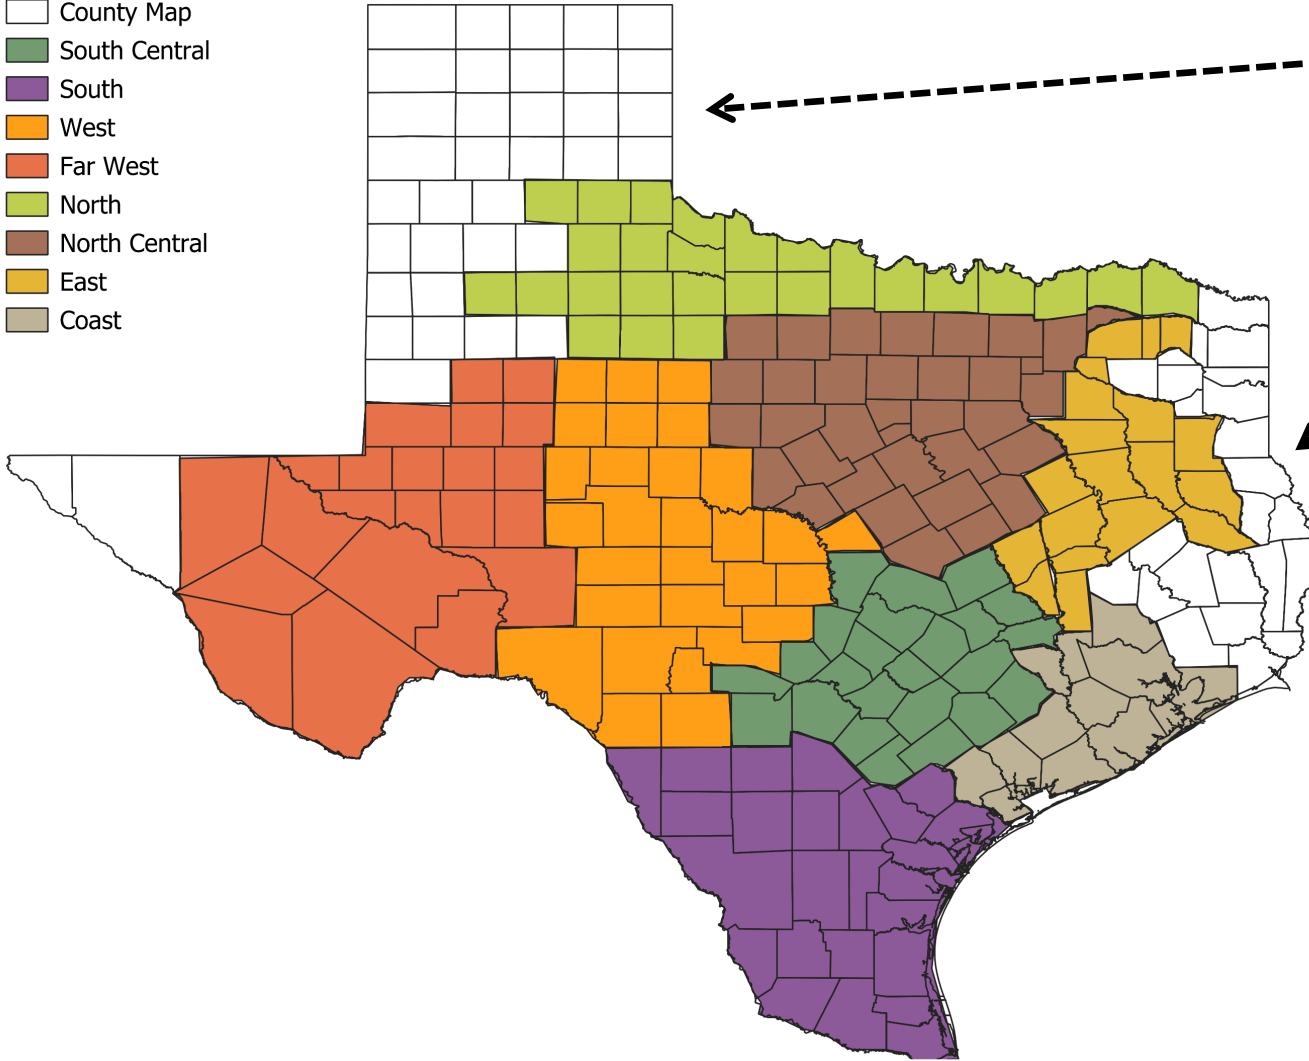 County Map
South Central
South
West
Far West
North
North Central
East
Coast